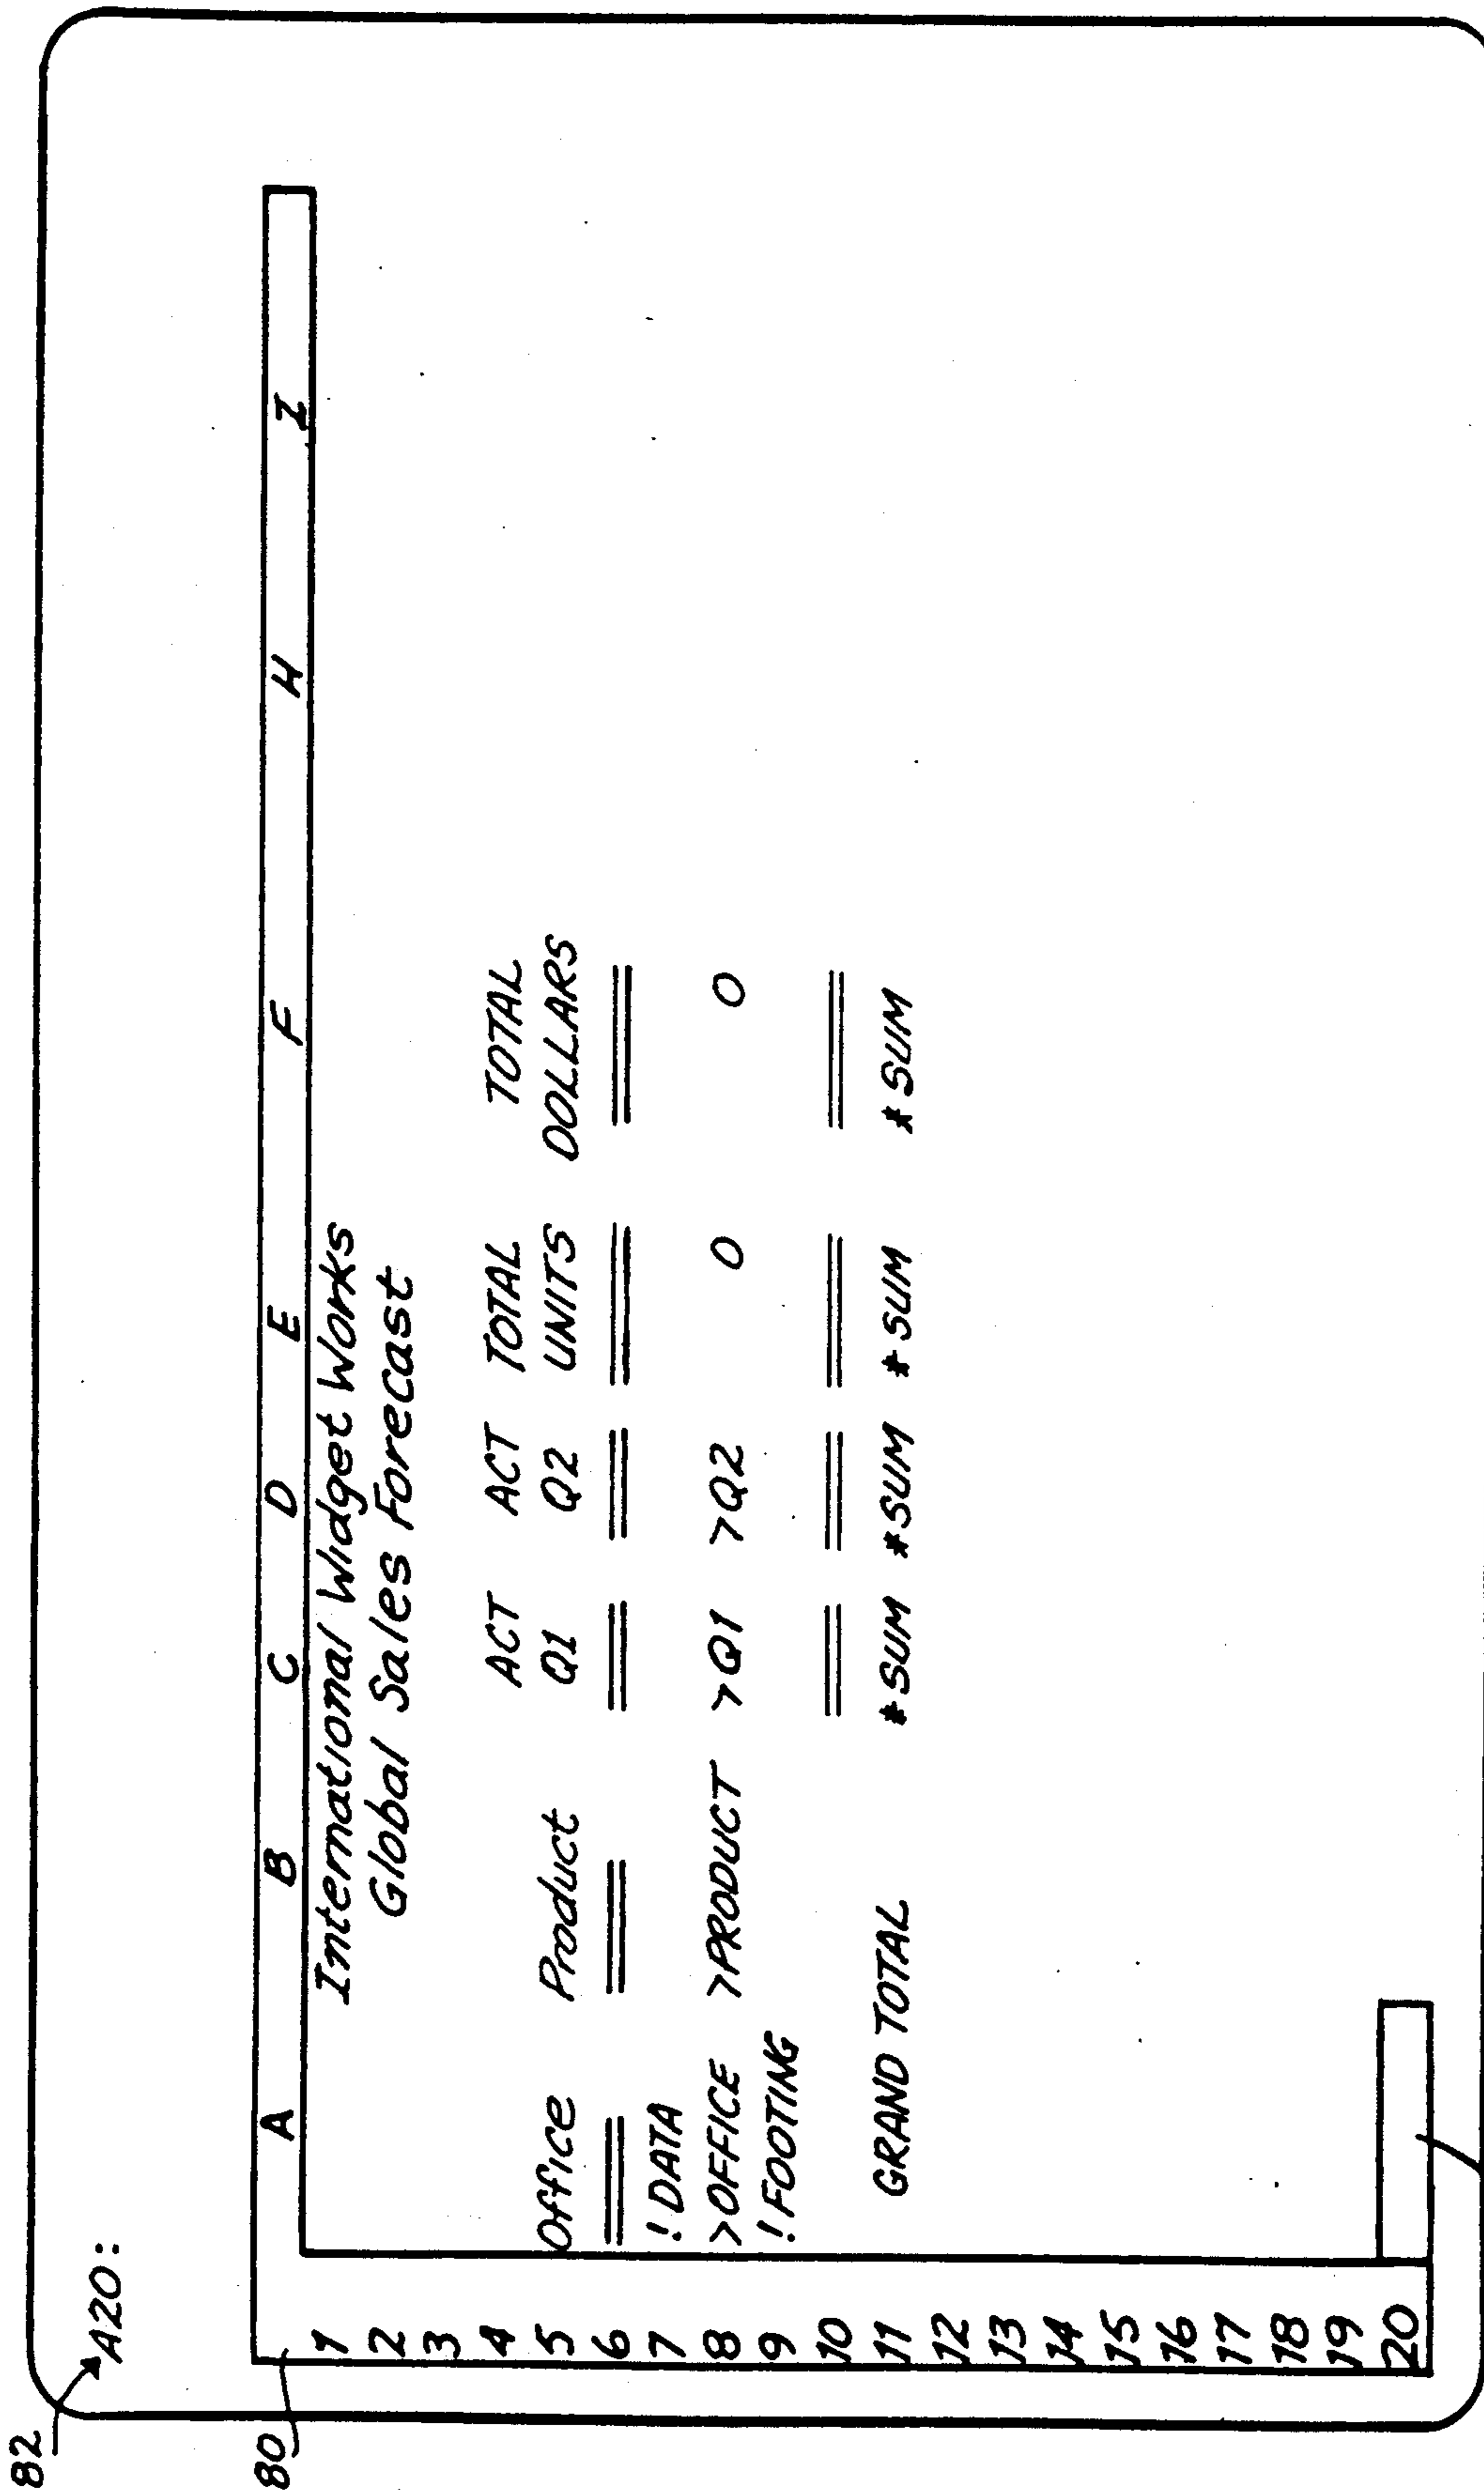 82
A20:
80
A B C D E F H I
1 International Widget Works
2 Global Sales Forecast
3
4 ACT ACT TOTAL TOTAL
5 Office Product Q1 Q2 UNITS DOLLARS
6
7 !DATA
8 >OFFICE >PRODUCT >Q1 >Q2 0 0
9 !FOOTING
10
11 GRAND TOTAL *SUM *SUM *SUM *SUM
12
13
14
15
16
17
18
19
20